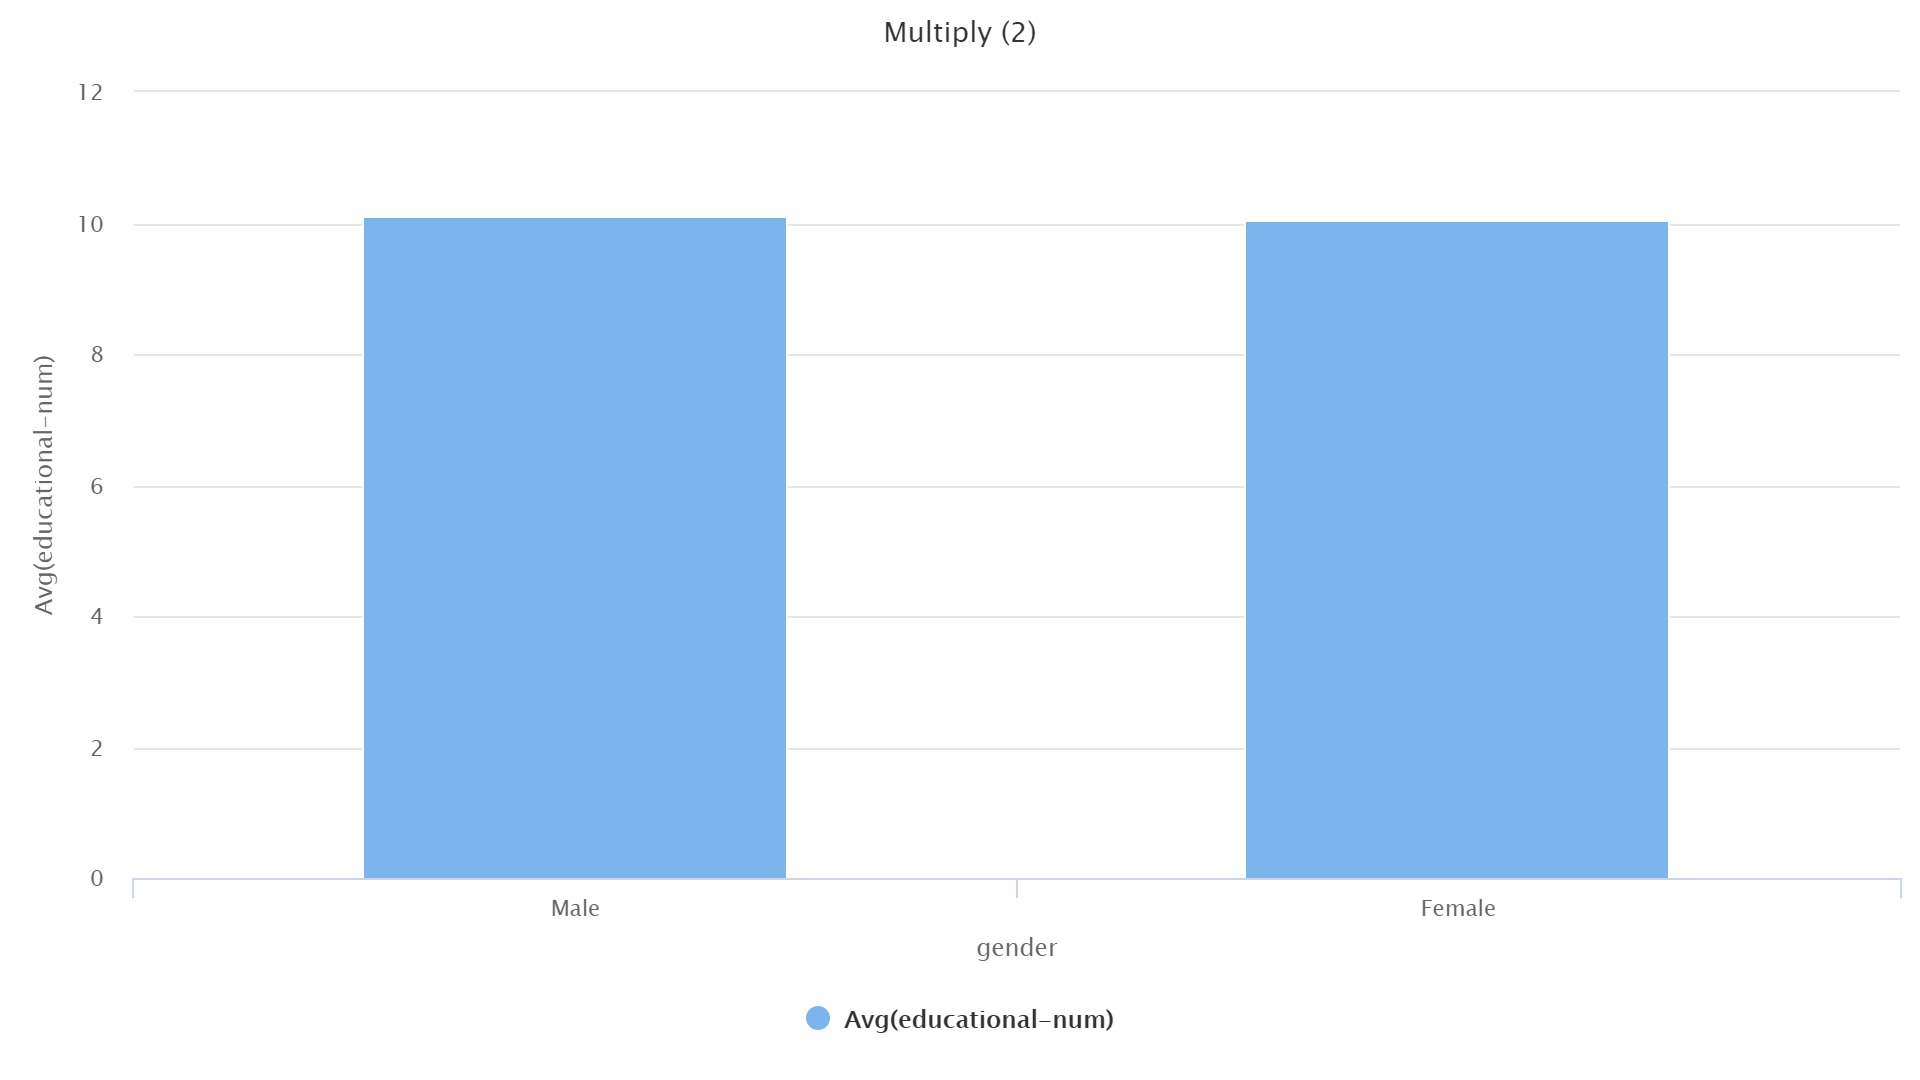 Multiply (2)
12
10
8
6
4
2
0
Avg(educational-num)
Male
Female
gender
Avg(educational-num)